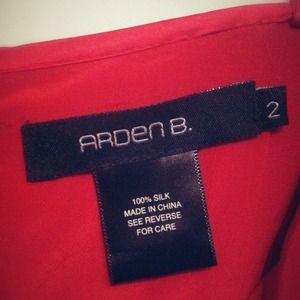 ARDEN B.
2
100% SILK
MADE IN CHINA
SEE REVERSE
FOR CARE